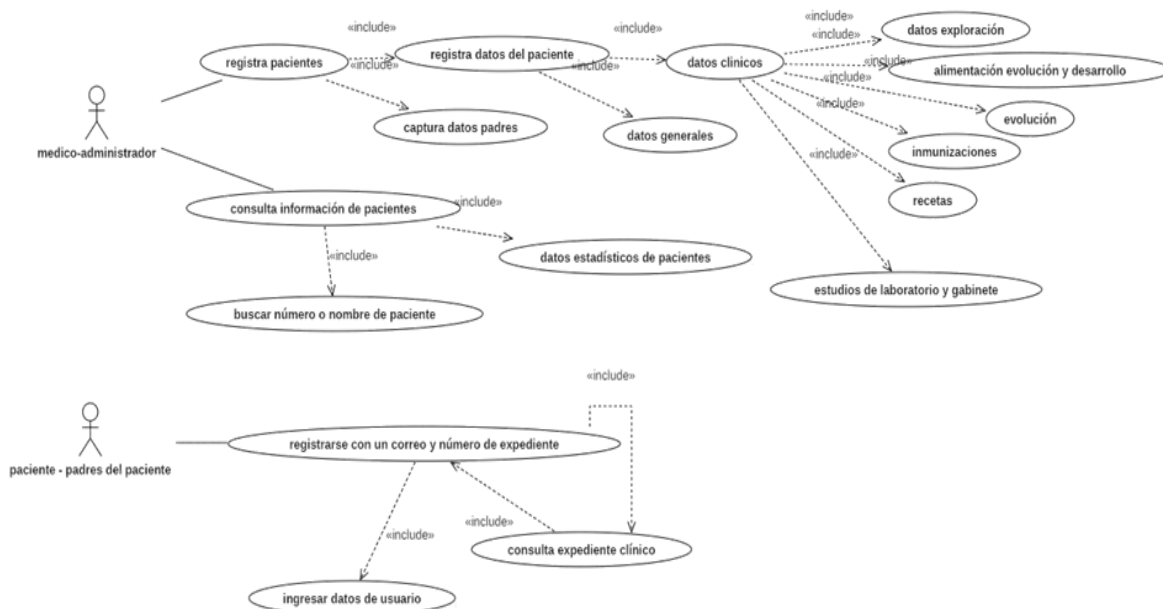 «include»
«include»
«include»
«include»
registra pacientes
«include»
registra datos del paciente
«include»
datos clinicos
datos exploración
«include»
alimentación evolución y desarrollo
«include»
evolución
captura datos padres
datos generales
«include»
inmunizaciones
medico-administrador
«include»
recetas
consulta información de pacientes
«include»
«include»
datos estadísticos de pacientes
estudios de laboratorio y gabinete
buscar número o nombre de paciente
«include»
registrarse con un correo y número de expediente
paciente - padres del paciente
«include»
«include»
consulta expediente clínico
ingresar datos de usuario